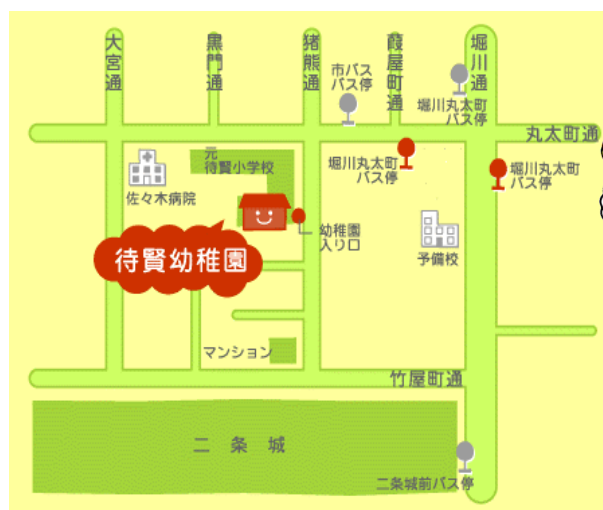 大宮通
黒門通
猪熊通
葭屋町通
堀川通
市バス
バス停
堀川丸太町
バス停
丸太町通
元
待賢小学校
堀川丸太町
バス停
堀川丸太町
バス停
佐々木病院
幼稚園
入り口
予備校
待賢幼稚園
マンション
竹屋町通
二条城
二条城前バス停